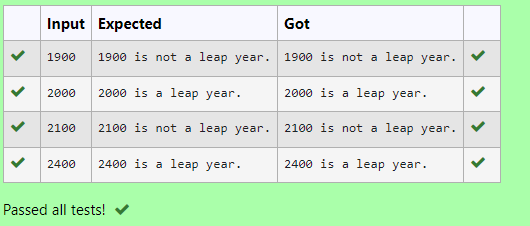 Input Expected Got
1900 1900 is not a leap year. 1900 is not a leap year.
2000 2000 is a leap year. 2000 is a leap year.
2100 2100 is not a leap year. 2100 is not a leap year.
2400 2400 is a leap year. 2400 is a leap year.
Passed all tests!